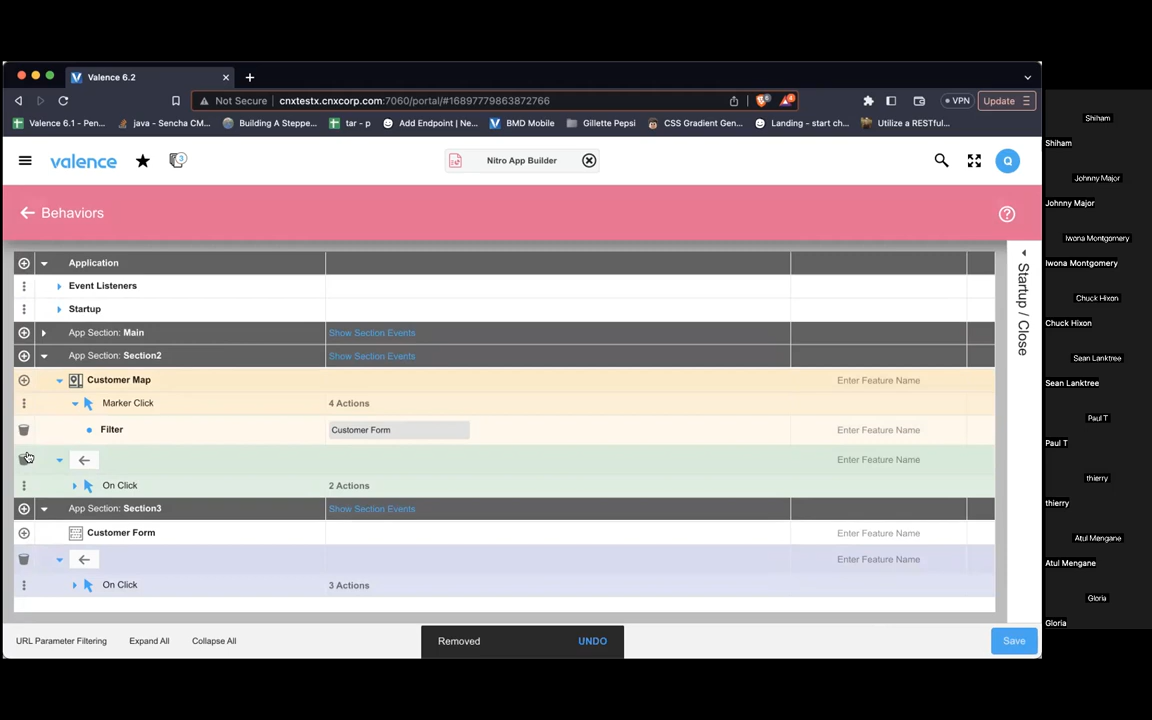 Valence 6.2
Not Secure
cnxtestx.cnxcorp.com:7060/portal/#16897779863872766
VPN
Update
Valence 6.1 - Pen...
java - Sencha CM...
Building A Steppe...
tar - p
Add Endpoint | Ne...
BMD Mobile
Gillette Pepsi
CSS Gradient Gen...
Landing - start ch...
Utilize a RESTful...
valence
3
Nitro App Builder
Q
Behaviors
Startup / Close
Application
Event Listeners
Startup
App Section: Main
Show Section Events
App Section: Section2
Show Section Events
Customer Map
Enter Feature Name
Marker Click
4 Actions
Filter
Customer Form
Enter Feature Name
Enter Feature Name
On Click
2 Actions
App Section: Section3
Show Section Events
Customer Form
Enter Feature Name
Enter Feature Name
On Click
3 Actions
URL Parameter Filtering
Expand All
Collapse All
Removed
UNDO
Save
Shiham
Shiham
Johnny Major
Johnny Major
Iwona Montgomery
Iwona Montgomery
Chuck Hixon
Chuck Hixon
Sean Lanktree
Sean Lanktree
Paul T
Paul T
thierry
thierry
Atul Mengane
Atul Mengane
Gloria
Gloria